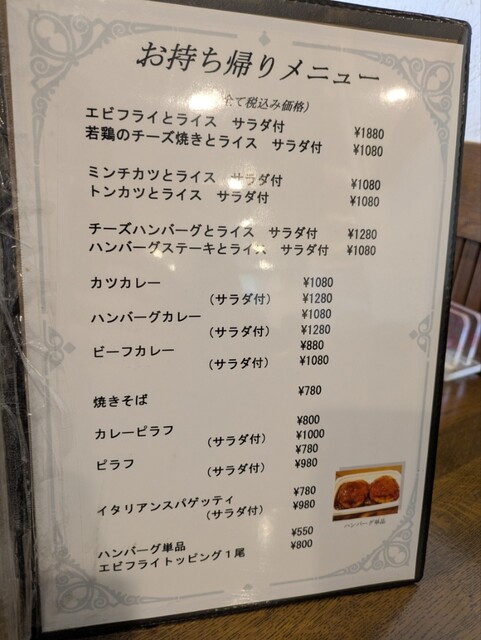 お持ち帰りメニュー
全て税込み価格）
エビフライとライス　サラダ付　¥1880
若鶏のチーズ焼きとライス　サラダ付　¥1080
ミンチカツとライス　サラダ付　¥1080
トンカツとライス　サラダ付　¥1080
チーズハンバーグとライス　サラダ付　¥1280
ハンバーグステーキとライス　サラダ付　¥1080
カツカレー　¥1080
（サラダ付）　¥1280
ハンバーグカレー　¥1080
（サラダ付）　¥1280
ビーフカレー　¥880
（サラダ付）　¥1080
焼きそば　¥780
カレーピラフ　¥800
（サラダ付）　¥1000
ピラフ　¥780
（サラダ付）　¥980
イタリアンスパゲッティ　¥780
（サラダ付）　¥980
ハンバーグ単品　¥550
エビフライトッピング１尾　¥800
ハンバーグ単品